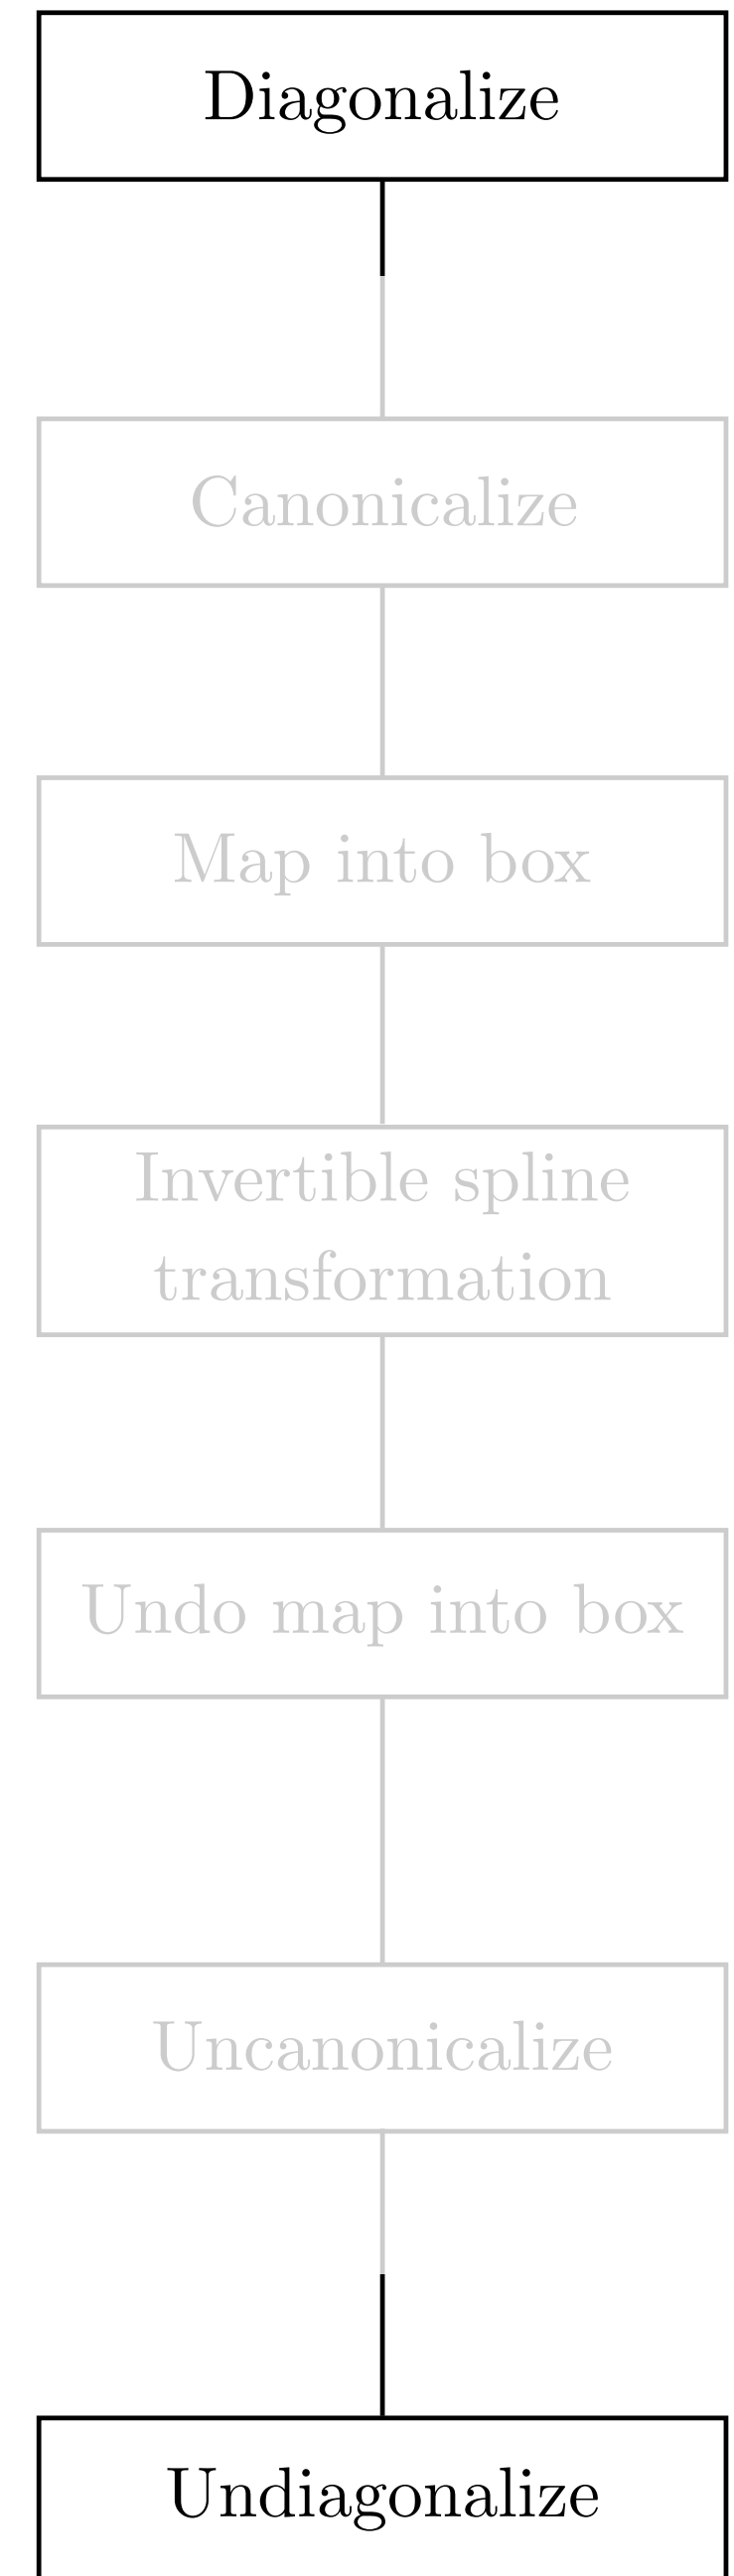 Diagonalize
Canonicalize
Map into box
Invertible spline
transformation
Undo map into box
Uncanonicalize
Undiagonalize